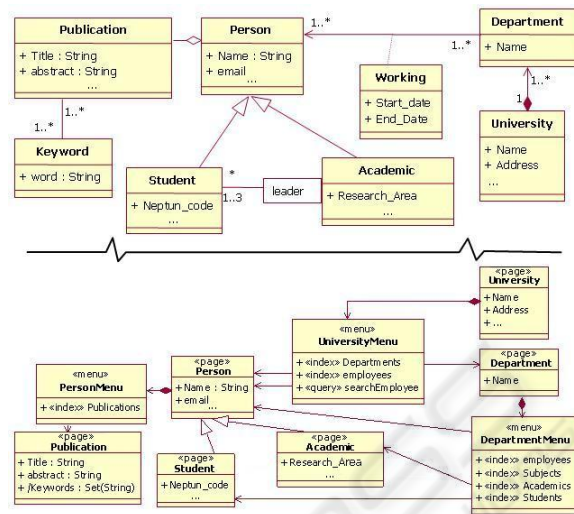 Publication
+ Title : String
+ abstract : String
...
Person
+ Name : String
+ email
...
1..*
1..*
Department
+ Name
Working
+ Start_date
+ End_Date
1..*
1
University
+ Name
+ Address
...
1..*
1..*
Keyword
+ word : String
Student
+ Neptun_code
...
*
1..3
leader
Academic
+ Research_Area
...
«page»
University
+ Name
+ Address
+ ...
«menu»
UniversityMenu
+ «index» Departments
+ «index» employees
+ «query» searchEmployee
«page»
Department
+ Name
«page»
Person
+ Name : String
+ email
...
«menu»
PersonMenu
+ «index» Publications
«page»
Publication
+ Title : String
+ abstract : String
+ /Keywords : Set(String)
«page»
Student
+ Neptun_code
...
«page»
Academic
+ Research_Area
...
«menu»
DepartmentMenu
+ «index» employees
+ «index» Subjects
+ «index» Academics
+ «index» Students